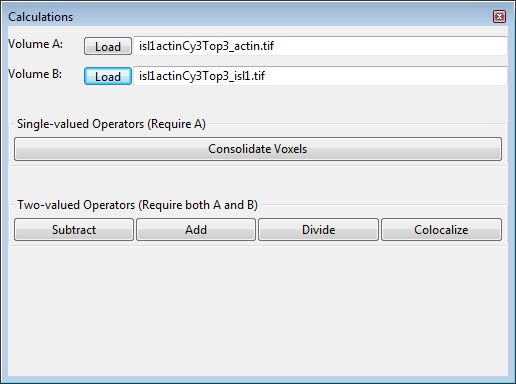 Calculations
Volume A: Load isl1actinCy3Top3_actin.tif
Volume B: Load isl1actinCy3Top3_isl1.tif
Single-valued Operators (Require A)
Consolidate Voxels
Two-valued Operators (Require both A and B)
Subtract Add Divide Colocalize